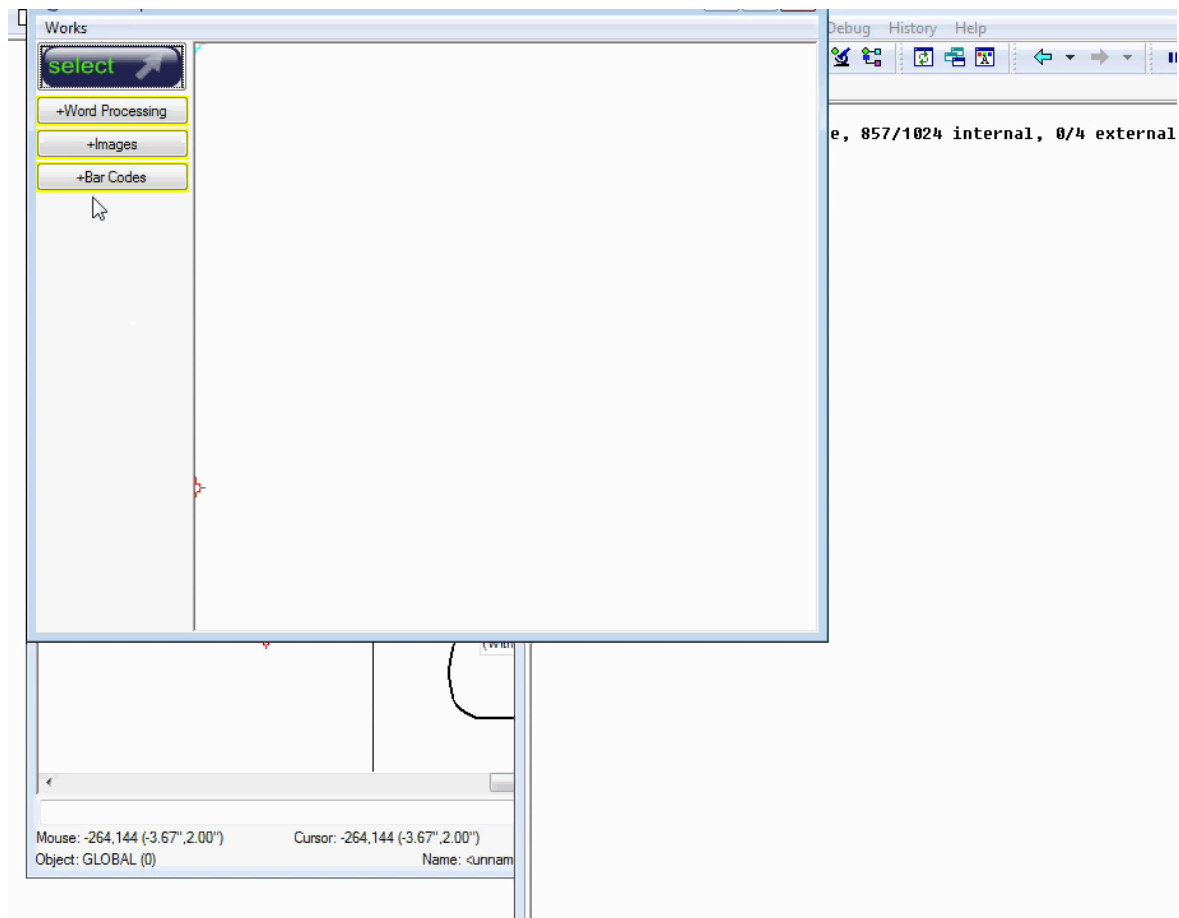 Works
Debug History Help
select
+Word Processing
+Images
+Bar Codes
e, 857/1024 internal, 0/4 external
Mouse: -264,144 (-3.67",2.00")
Cursor: -264,144 (-3.67",2.00")
Object: GLOBAL (0)
Name: <unnam